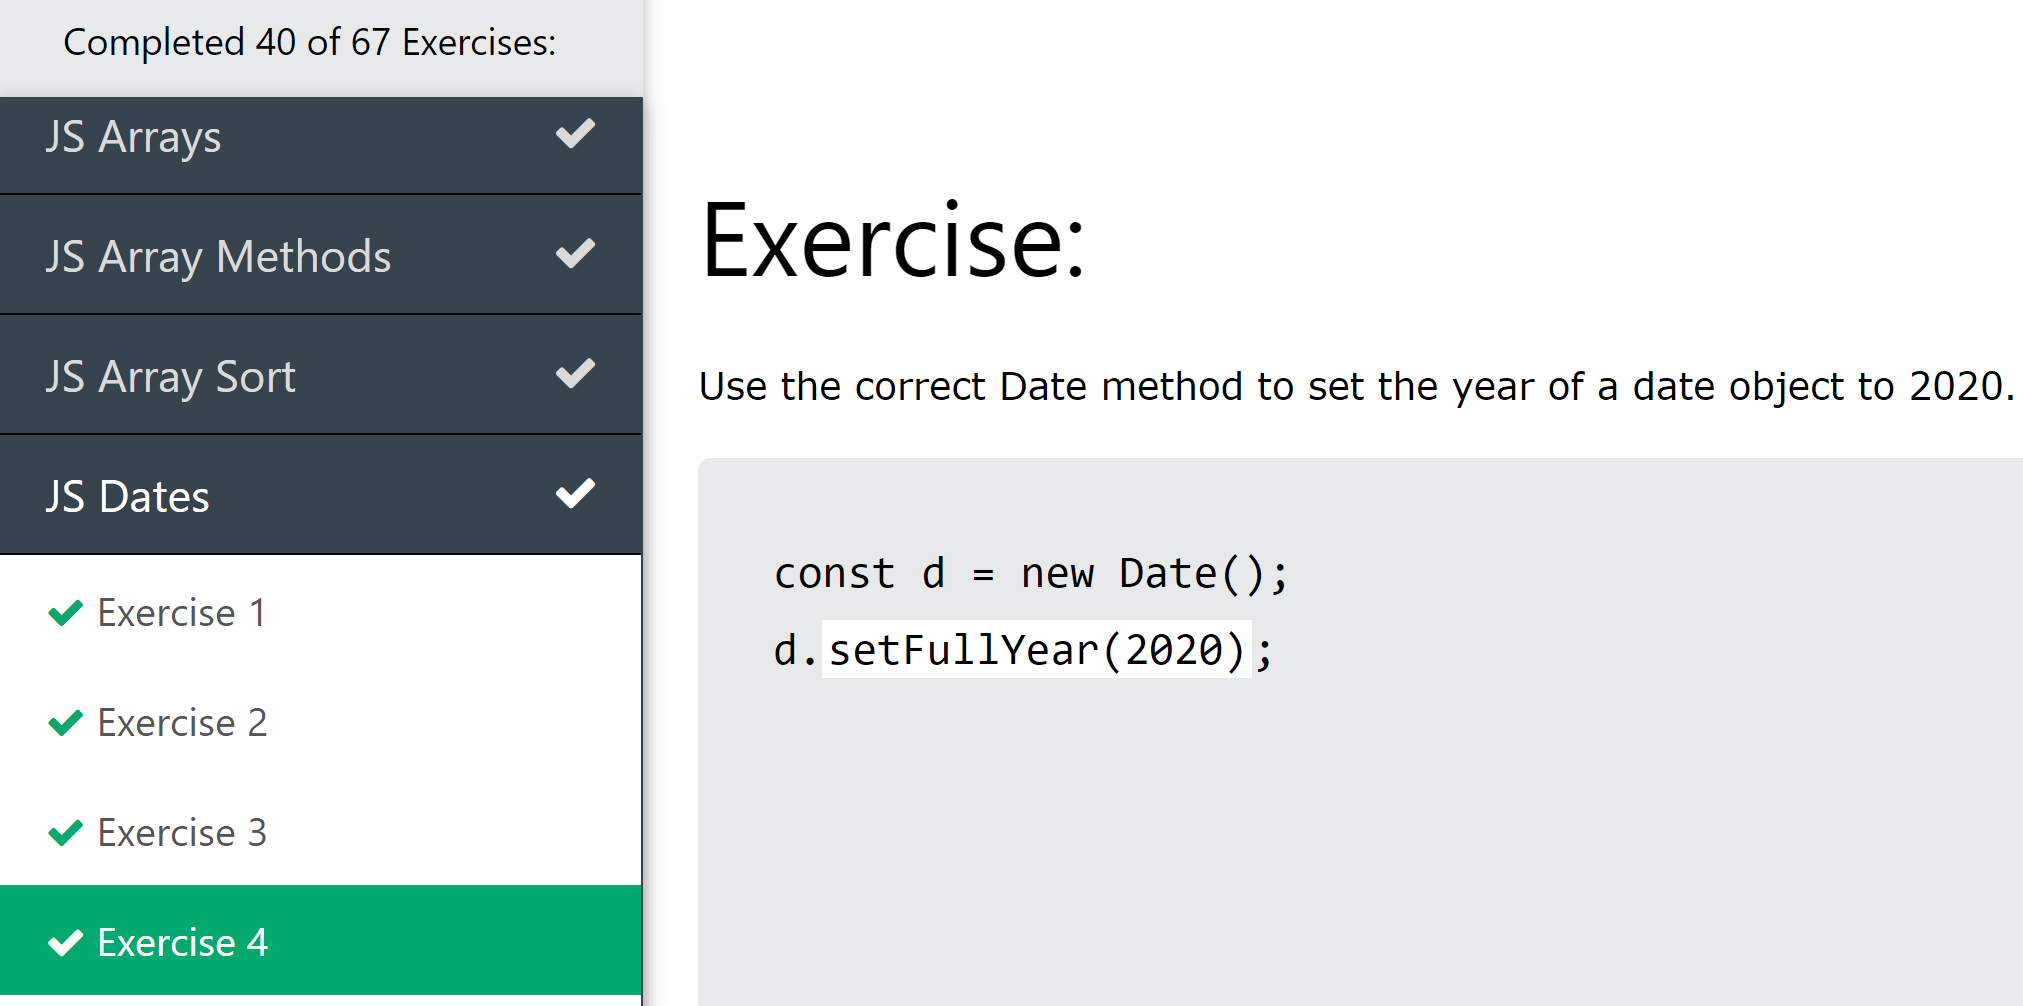 Completed 40 of 67 Exercises:
JS Arrays
JS Array Methods
JS Array Sort
JS Dates
Exercise 1
Exercise 2
Exercise 3
Exercise 4
Exercise:
Use the correct Date method to set the year of a date object to 2020.
const d = new Date();
d.setFullYear(2020);